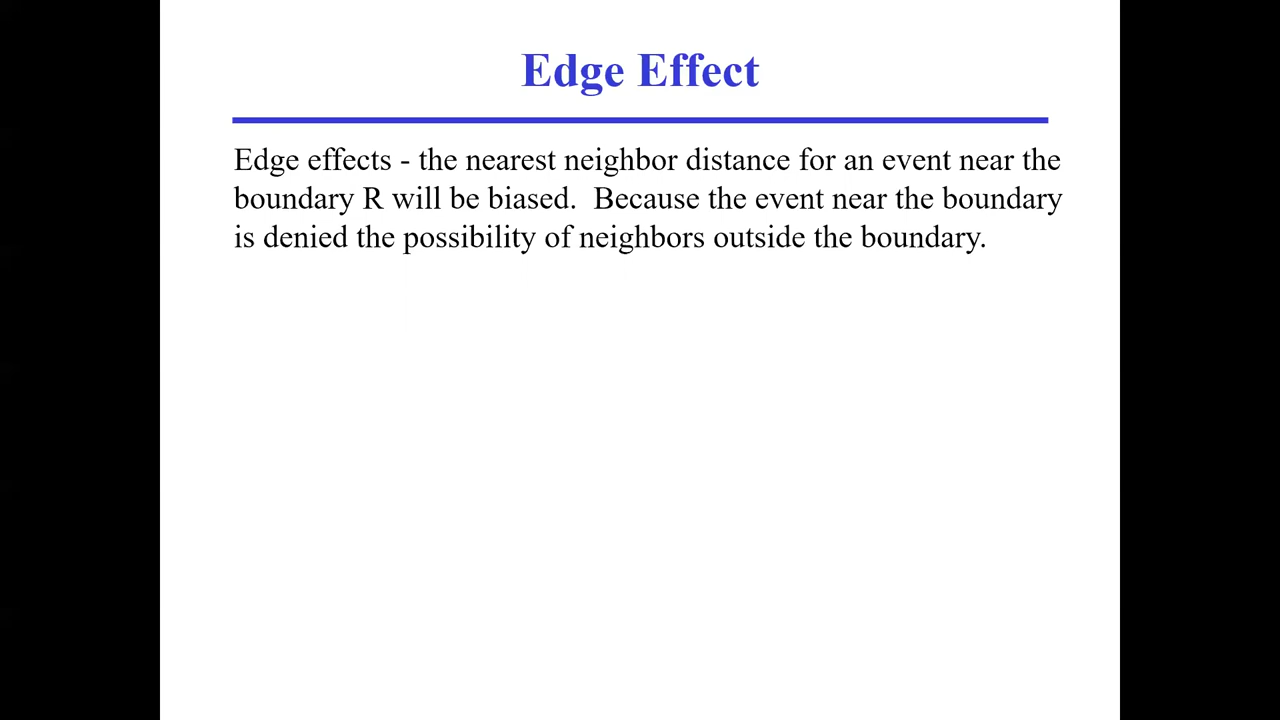 Edge Effect
Edge effects - the nearest neighbor distance for an event near the
boundary R will be biased.  Because the event near the boundary
is denied the possibility of neighbors outside the boundary.